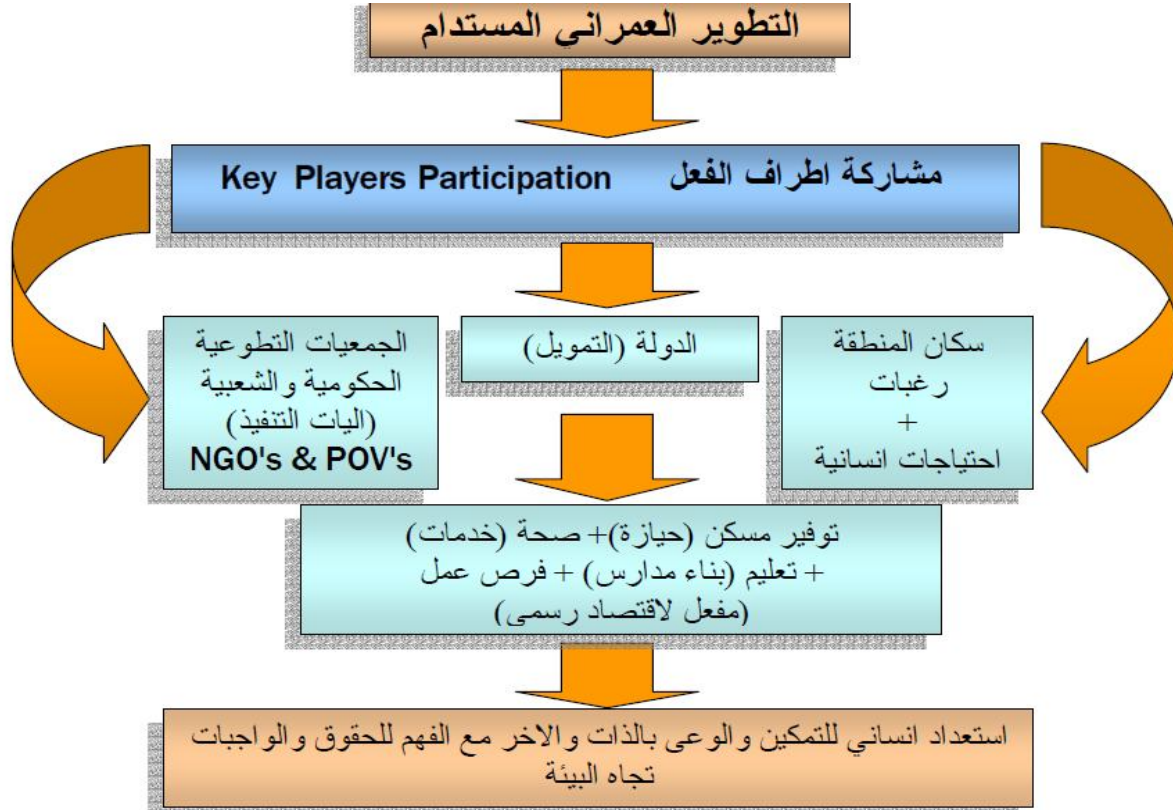 التطوير العمراني المستدام
مشاركة اطراف الفعل Key Players Participation
سكان المنطقة
رغبات
+
احتياجات انسانية
الدولة (التمويل)
الجمعيات التطوعية
الحكومية والشعبية
(اليات التنفيذ)
NGO's & POV's
توفير مسكن (حيازة)+ صحة (خدمات)
+ تعليم (بناء مدارس) + فرص عمل
(مفعل لاقتصاد رسمى)
استعداد انساني للتمكين والوعى بالذات والاخر مع الفهم للحقوق والواجبات
تجاه البيئة